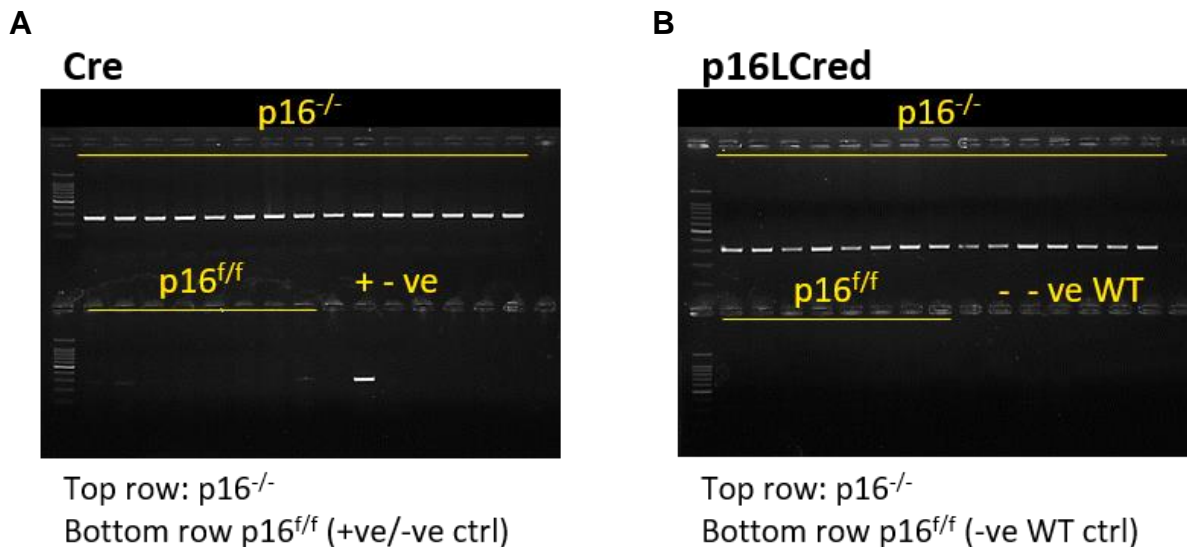 A
Cre
p16-/-
p16f/f
+ - ve
Top row: p16-/-
Bottom row p16f/f (+ve/-ve ctrl)
B
p16LCred
p16-/-
p16f/f
- - ve WT
Top row: p16-/-
Bottom row p16f/f (-ve WT ctrl)